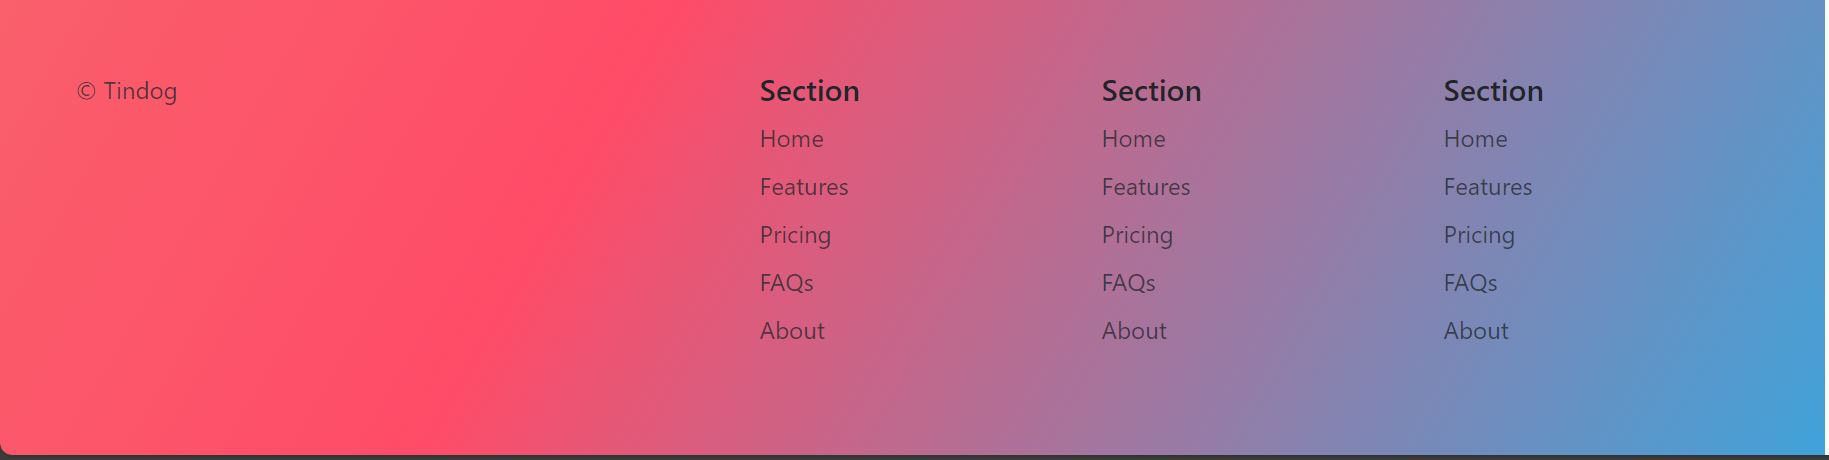 © Tindog
Section
Home
Features
Pricing
FAQs
About
Section
Home
Features
Pricing
FAQs
About
Section
Home
Features
Pricing
FAQs
About